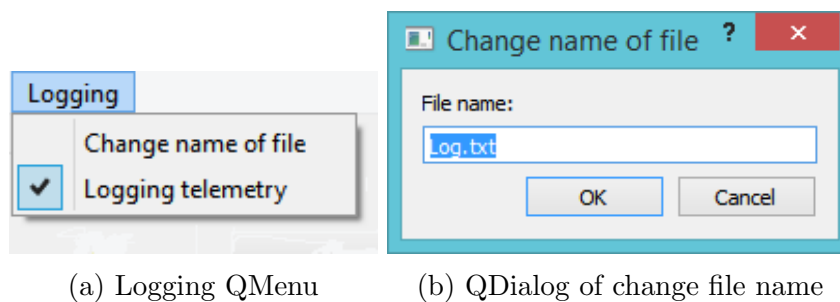 Logging
Change name of file
Logging telemetry
Change name of file ? ×
File name:
Log.txt
OK Cancel
(a) Logging QMenu
(b) QDialog of change file name